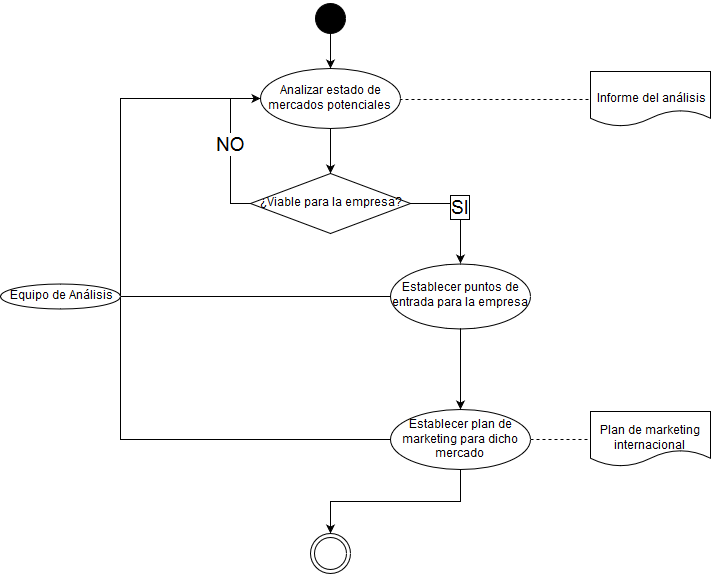 Analizar estado de
mercados potenciales
Informe del análisis
NO
¿Viable para la empresa?
SI
Equipo de Análisis
Establecer puntos de
entrada para la empresa
Establecer plan de
marketing para dicho
mercado
Plan de marketing
internacional